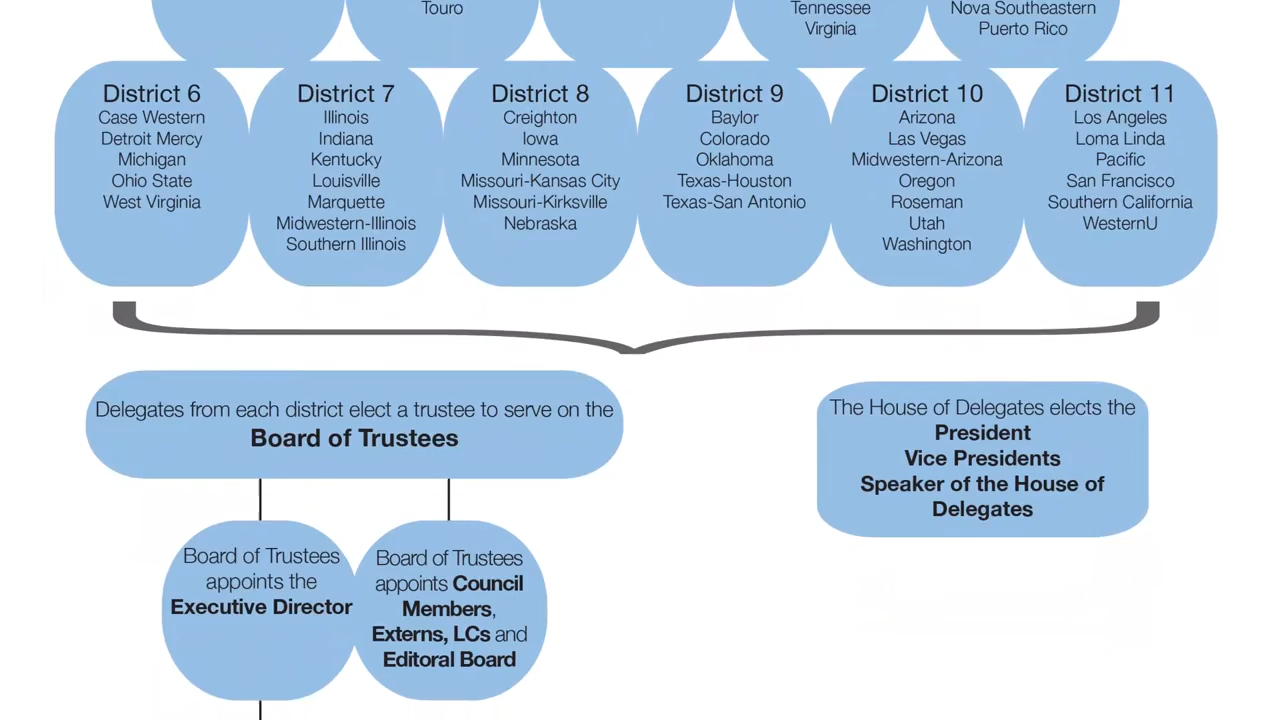 Touro
Tennessee
Virginia
Nova Southeastern
Puerto Rico
District 6
Case Western
Detroit Mercy
Michigan
Ohio State
West Virginia
District 7
Illinois
Indiana
Kentucky
Louisville
Marquette
Midwestern-Illinois
Southern Illinois
District 8
Creighton
Iowa
Minnesota
Missouri-Kansas City
Missouri-Kirksville
Nebraska
District 9
Baylor
Colorado
Oklahoma
Texas-Houston
Texas-San Antonio
District 10
Arizona
Las Vegas
Midwestern-Arizona
Oregon
Roseman
Utah
Washington
District 11
Los Angeles
Loma Linda
Pacific
San Francisco
Southern California
WesternU
Delegates from each district elect a trustee to serve on the
Board of Trustees
The House of Delegates elects the
President
Vice Presidents
Speaker of the House of
Delegates
Board of Trustees
appoints the
Executive Director
Board of Trustees
appoints Council
Members,
Externs, LCs and
Editoral Board